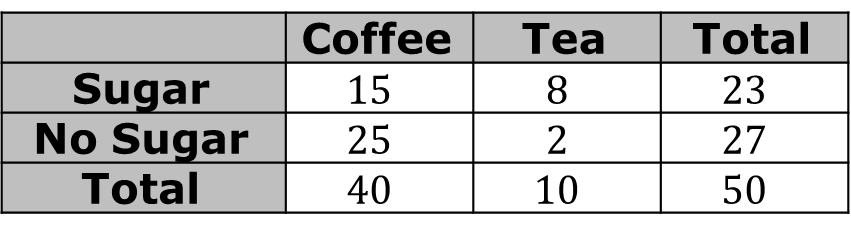 Coffee Tea Total
Sugar 15 8 23
No Sugar 25 2 27
Total 40 10 50